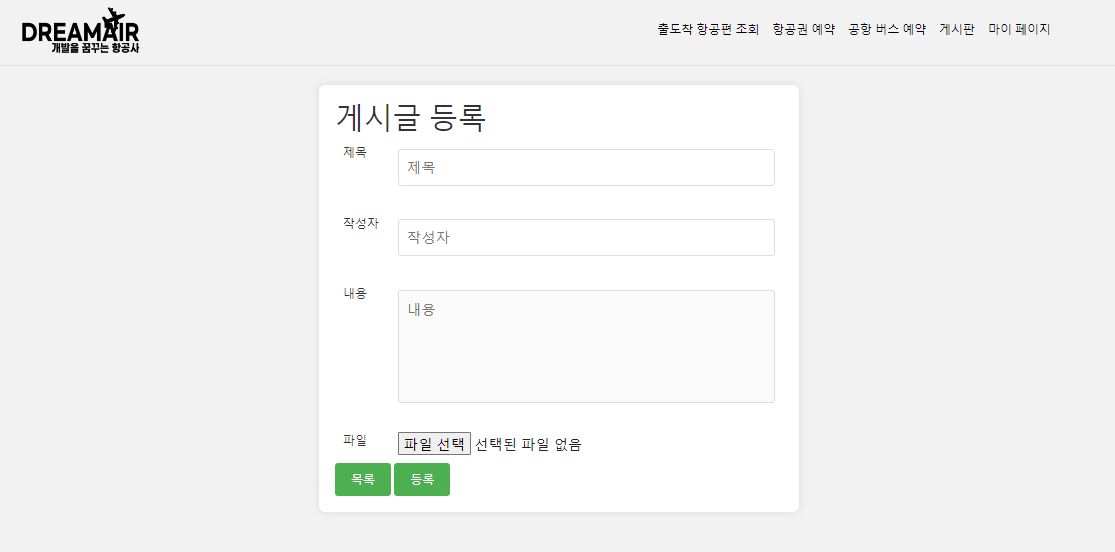 DREAMAIR
개발을 꿈꾸는 항공사
출도착 항공편 조회 항공권 예약 공항 버스 예약 게시판 마이 페이지
게시글 등록
제목 제목
작성자 작성자
내용 내용
파일 파일 선택 선택된 파일 없음
목록 등록